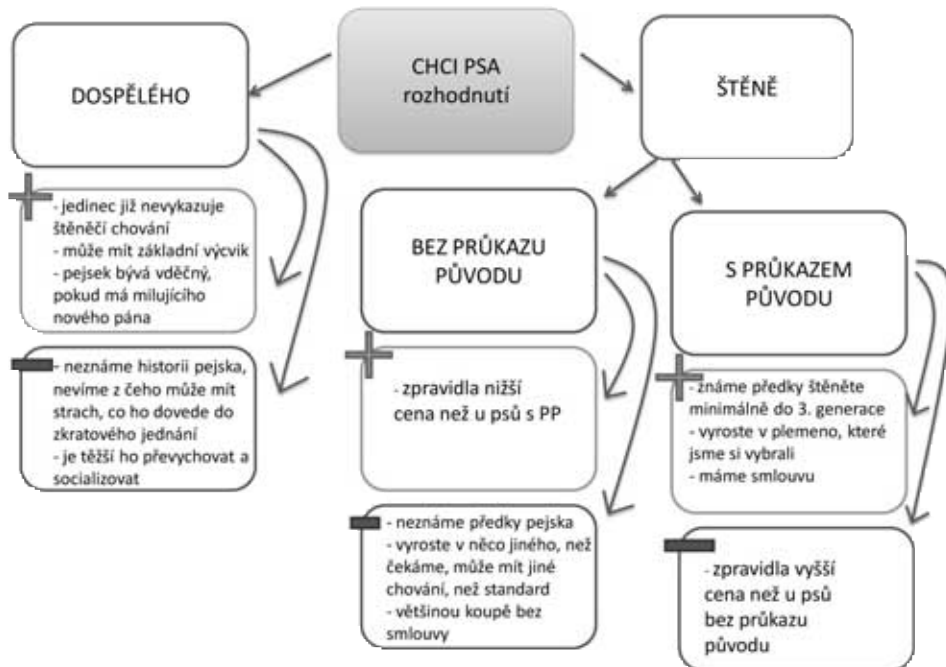 CHCI PSA
rozhodnutí
DOSPĚLÉHO
- jedinec již nevykazuje
štěněčí chování
- může mít základní výcvik
- pejsek bývá vděčný,
pokud má milujícího
nového pána
- neznáme historii pejska,
nevíme z čeho může mít
strach, co ho dovede do
zkratového jednání
- je těžší ho převychovat a
socializovat
ŠTĚNĚ
BEZ PRŮKAZU
PŮVODU
- zpravidla nižší
cena než u psů s PP
- neznáme předky pejska
- vyroste v něco jiného, než
čekáme, může mít jiné
chování, než standard
- většinou koupě bez
smlouvy
S PRŮKAZEM
PŮVODU
- známe předky štěněte
minimálně do 3. generace
- vyroste v plemeno, které
jsme si vybrali
- máme smlouvu
- zpravidla vyšší
cena než u psů
bez průkazu
původu